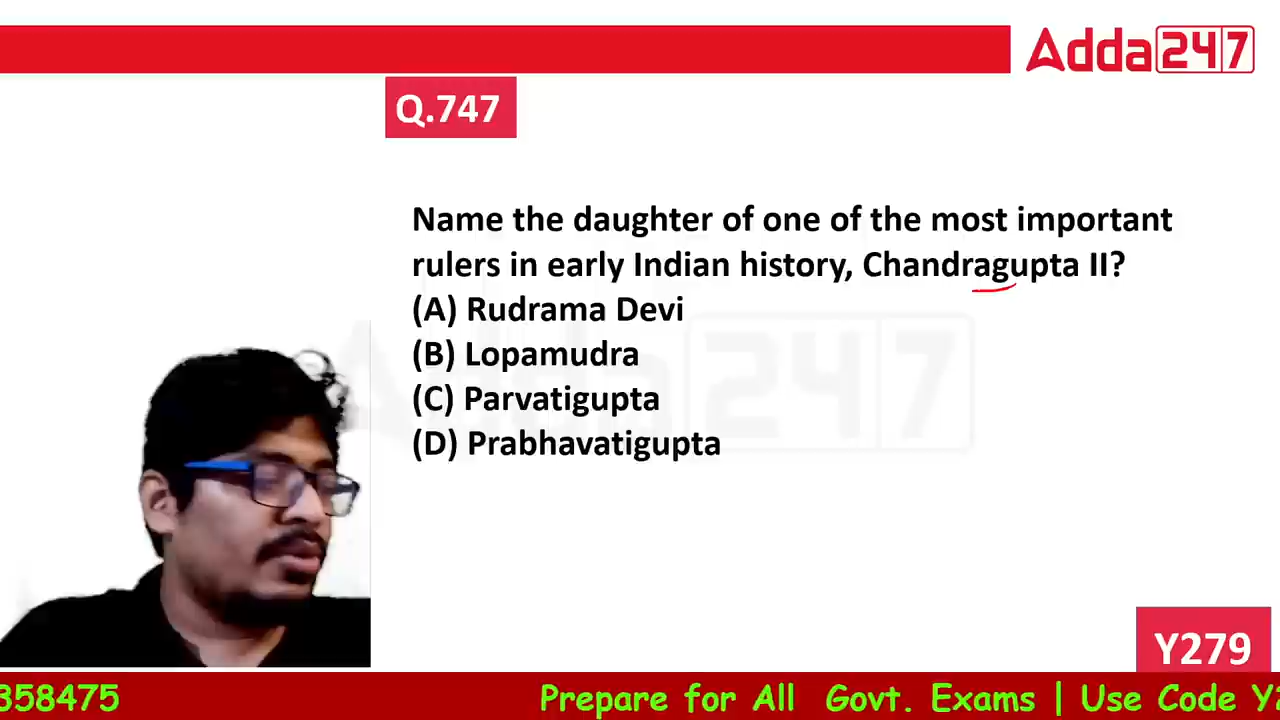 Adda247
Q.747
Name the daughter of one of the most important
rulers in early Indian history, Chandragupta II?
(A) Rudrama Devi
(B) Lopamudra
(C) Parvatigupta
(D) Prabhavatigupta
Y279
358475 Prepare for All Govt. Exams | Use Code Y2